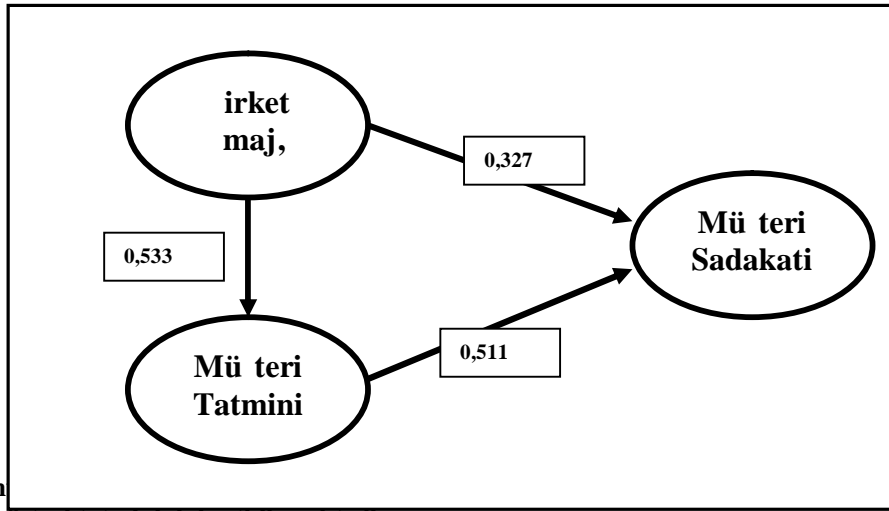 irket
maj,
0,327
Mü teri
Sadakati
0,533
0,511
Mü teri
Tatmini